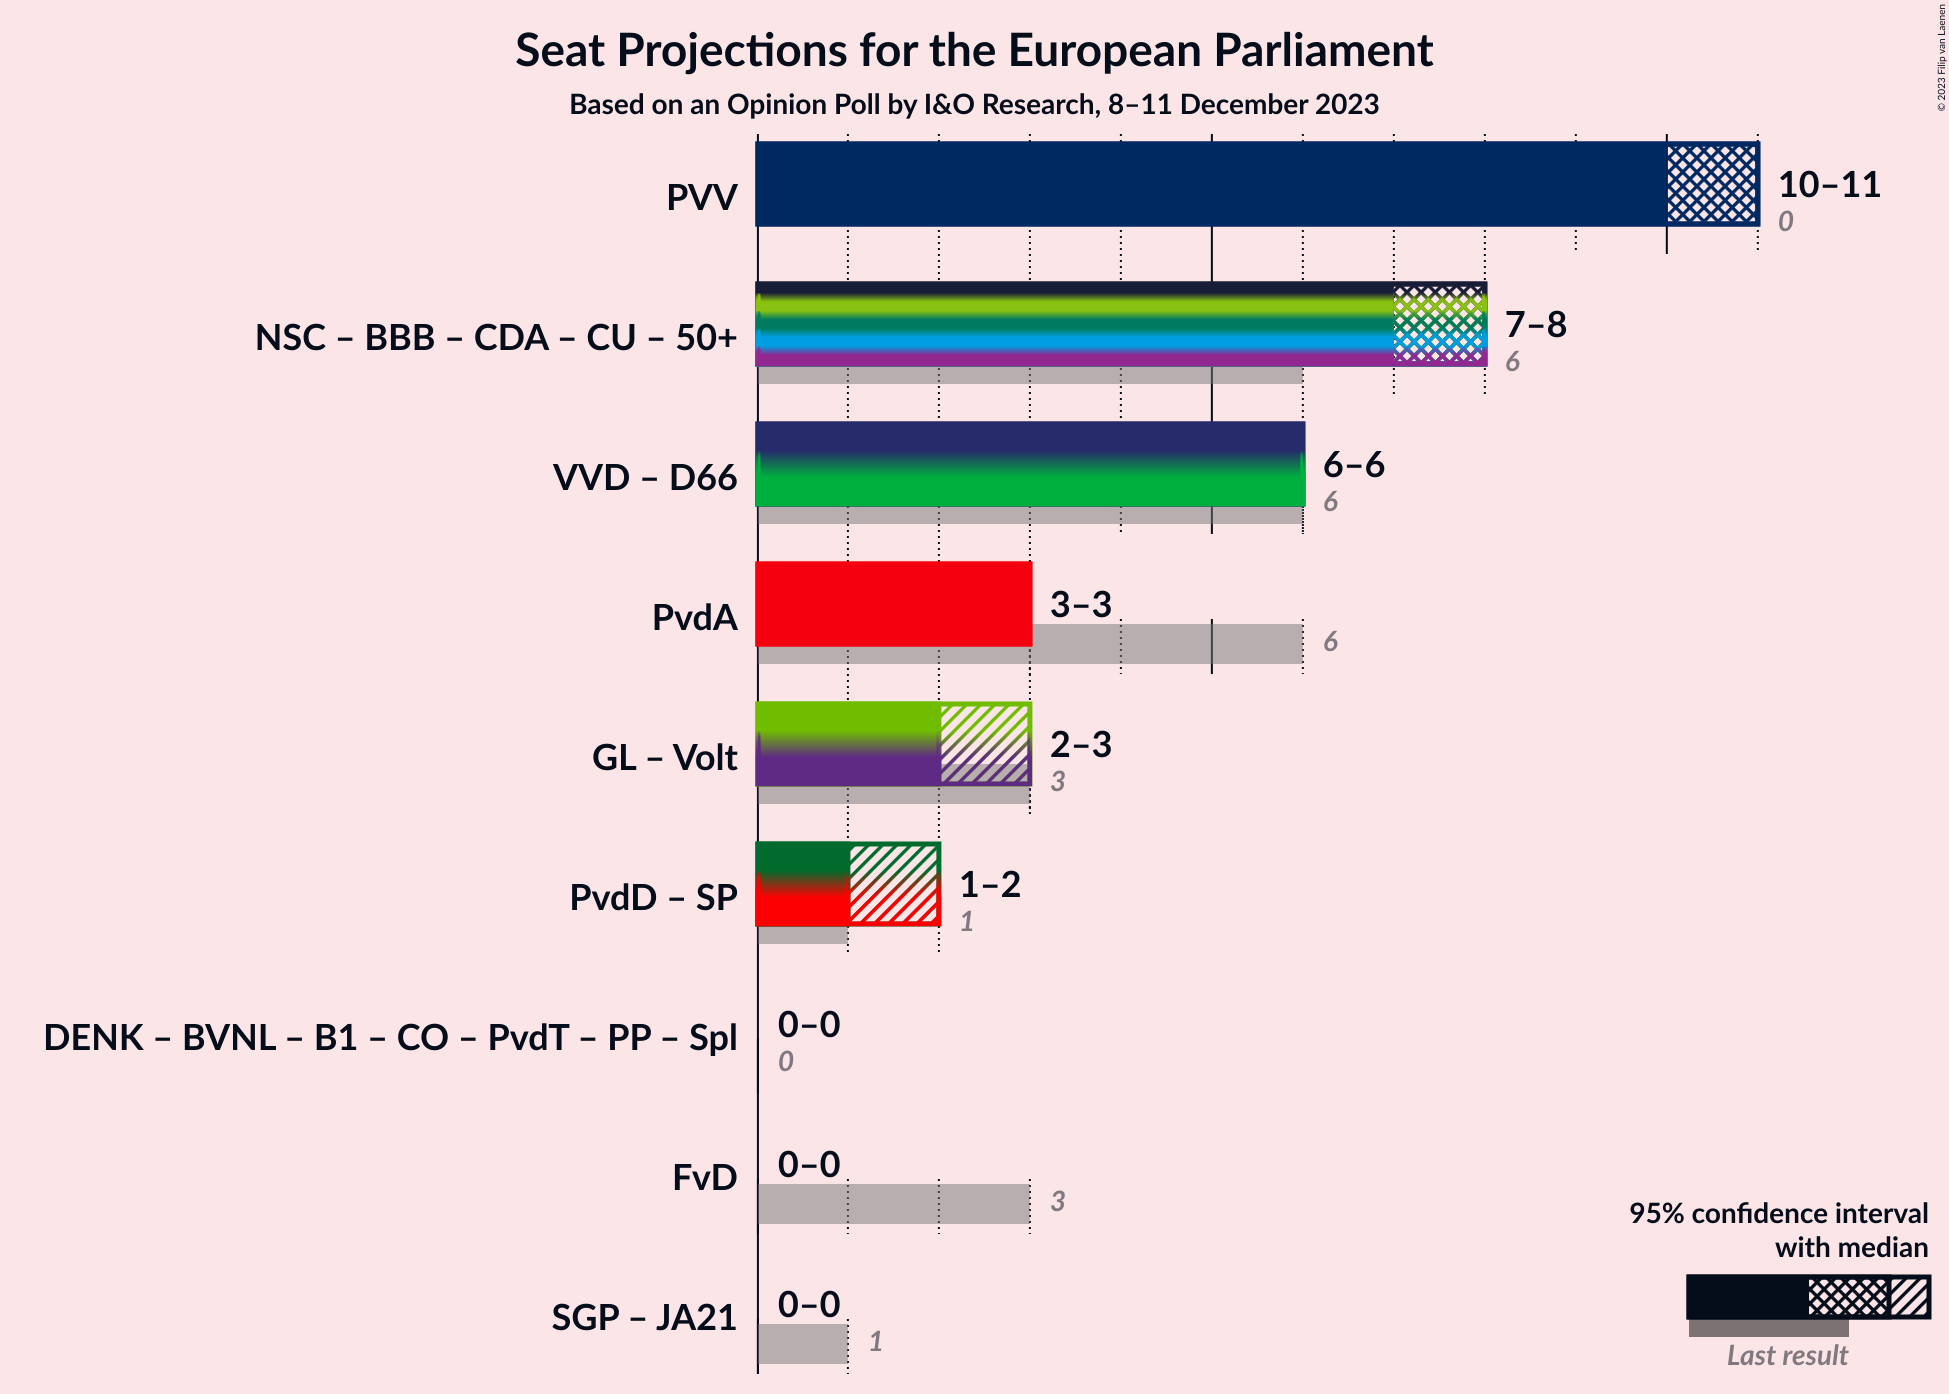 Seat Projections for the European Parliament
Based on an Opinion Poll by I&O Research, 8–11 December 2023
© 2023 Filip van Laenen
PVV
10–11
0
NSC – BBB – CDA – CU – 50+
7–8
6
VVD – D66
6–6
6
PvdA
3–3
6
GL – Volt
2–3
3
PvdD – SP
1–2
1
DENK – BVNL – B1 – CO – PvdT – PP – Spl
0–0
0
FvD
0–0
3
SGP – JA21
0–0
1
95% confidence interval
with median
Last result